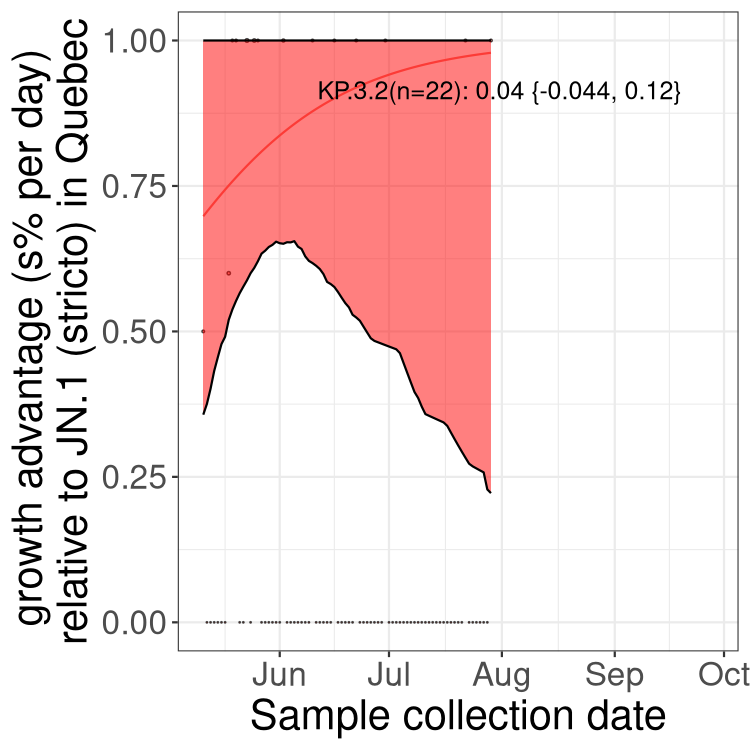 growth advantage (s% per day)
relative to JN.1 (stricto) in Quebec
1.00
0.75
0.50
0.25
0.00
KP.3.2(n=22): 0.04 {-0.044, 0.12}
Jun Jul Aug Sep Oct
Sample collection date